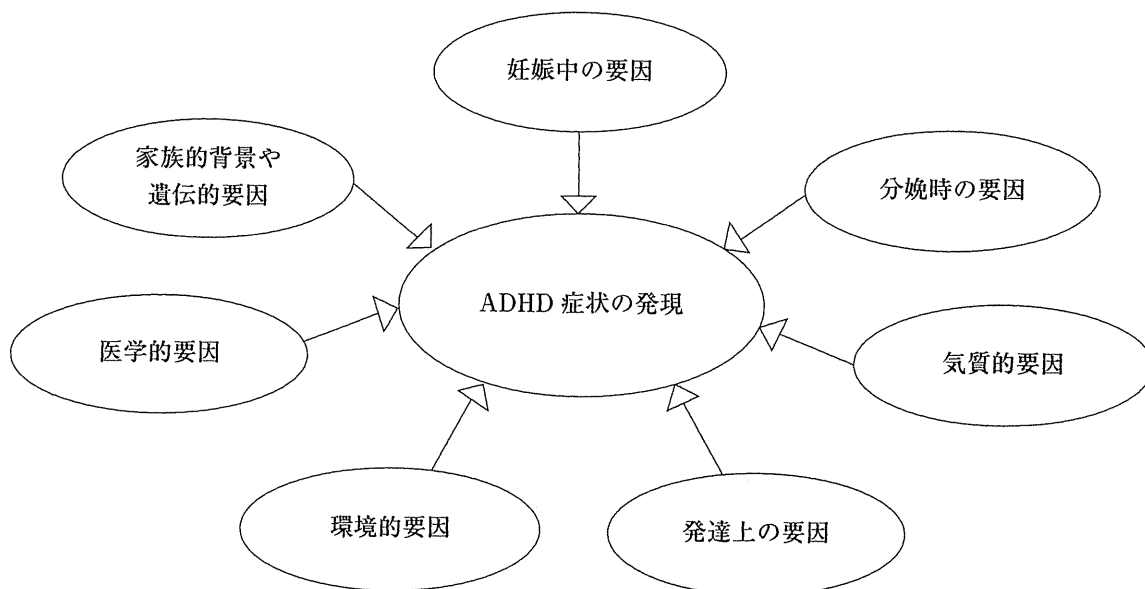 妊娠中の要因
家族的背景や
遺伝的要因
分娩時の要因
ADHD 症状の発現
医学的要因
気質的要因
環境的要因
発達上の要因